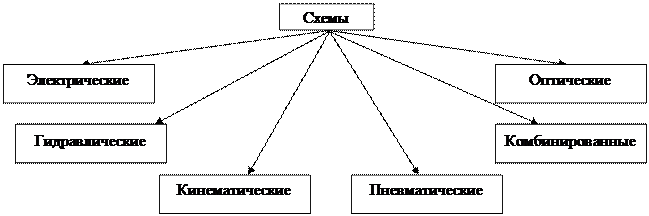 Схемы
Электрические
Оптические
Гидравлические
Комбинированные
Кинематические
Пневматические